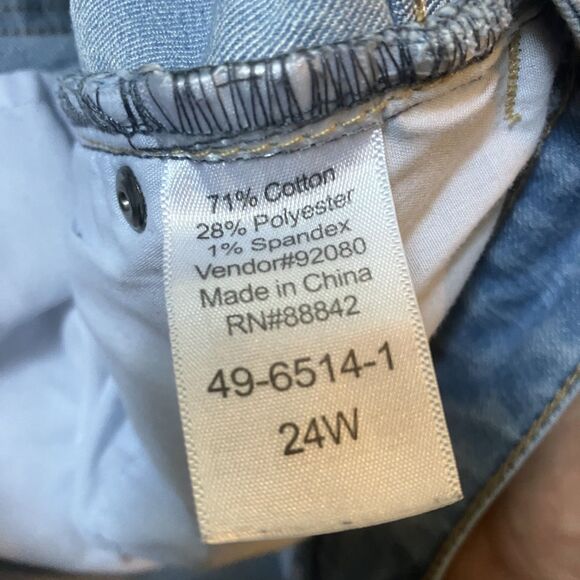 71% Cotton
28% Polyester
1% Spandex
Vendor#92080
Made in China
RN#88842
49-6514-1
24W